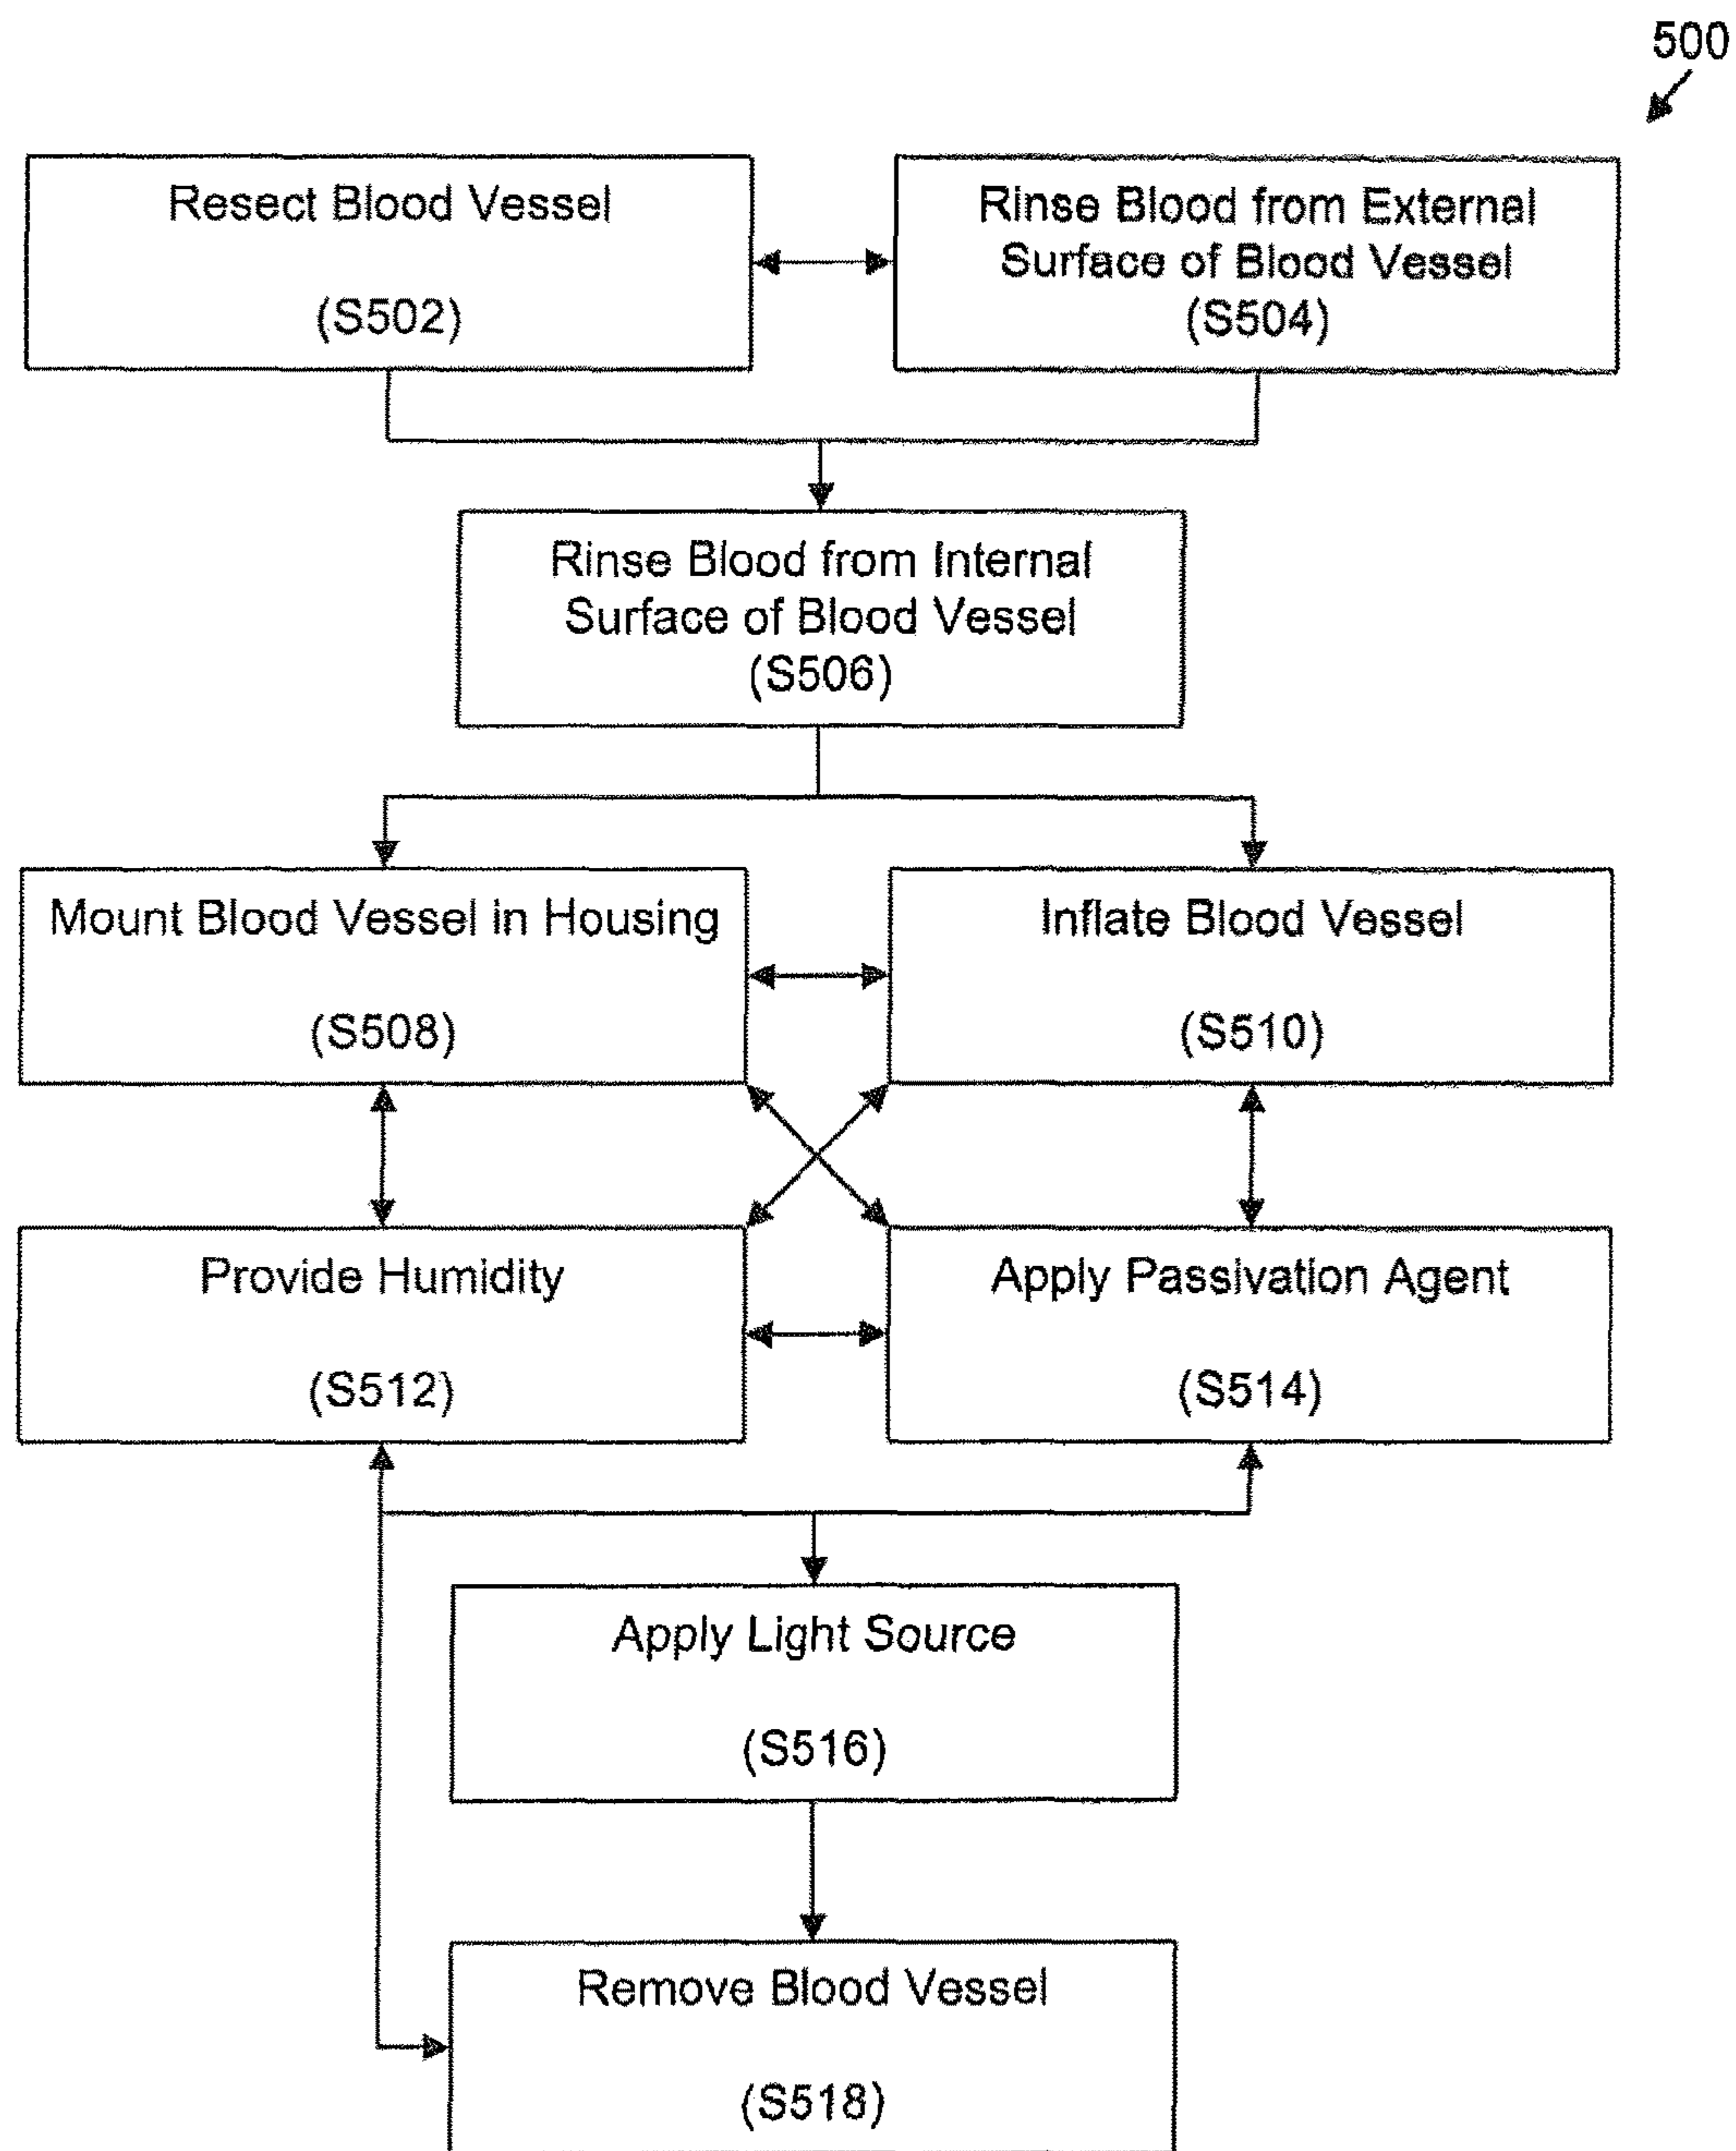 500
Resect Blood Vessel
(S502)
Rinse Blood from External
Surface of Blood Vessel
(S504)
Rinse Blood from Internal
Surface of Blood Vessel
(S506)
Mount Blood Vessel in Housing
(S508)
Inflate Blood Vessel
(S510)
Provide Humidity
(S512)
Apply Passivation Agent
(S514)
Apply Light Source
(S516)
Remove Blood Vessel
(S518)